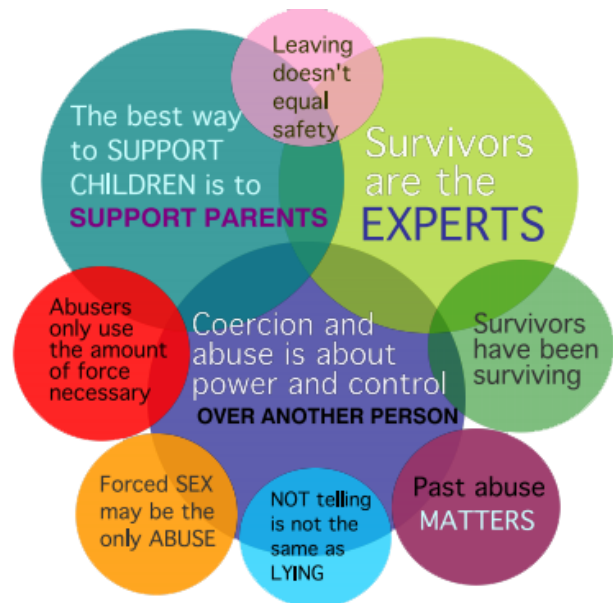 Leaving
doesn't
equal
safety
The best way
to SUPPORT
CHILDREN is to
SUPPORT PARENTS
Survivors
are the
EXPERTS
Abusers
only use
the amount
of force
necessary
Coercion and
abuse is about
power and control
OVER ANOTHER PERSON
Survivors
have been
surviving
Forced SEX
may be the
only ABUSE
NOT telling
is not the
same as
LYING
Past abuse
MATTERS